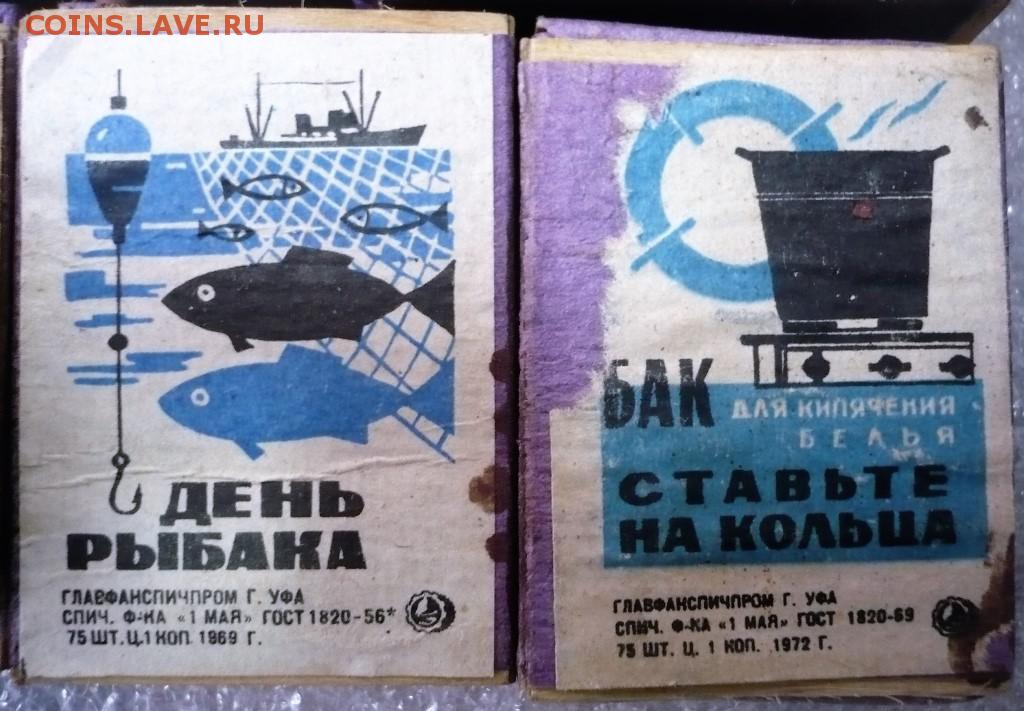 COINS.LAVE.RU
ДЕНЬ
РЫБАКА
ГЛАВФАНСПИЧПРОМ Г. УФА
СПИЧ. Ф-КА «1 МАЯ» ГОСТ 1820-56*
75 ШТ. Ц. 1 КОП. 1969 Г.
БАК ДЛЯ КИПЯЧЕНИЯ
БЕЛЬЯ
СТАВЬТЕ
НА КОЛЬЦА
ГЛАВФАНСПИЧПРОМ Г. УФА
СПИЧ. Ф-КА «1 МАЯ» ГОСТ 1820-69
75 ШТ. Ц. 1 КОП. 1972 Г.